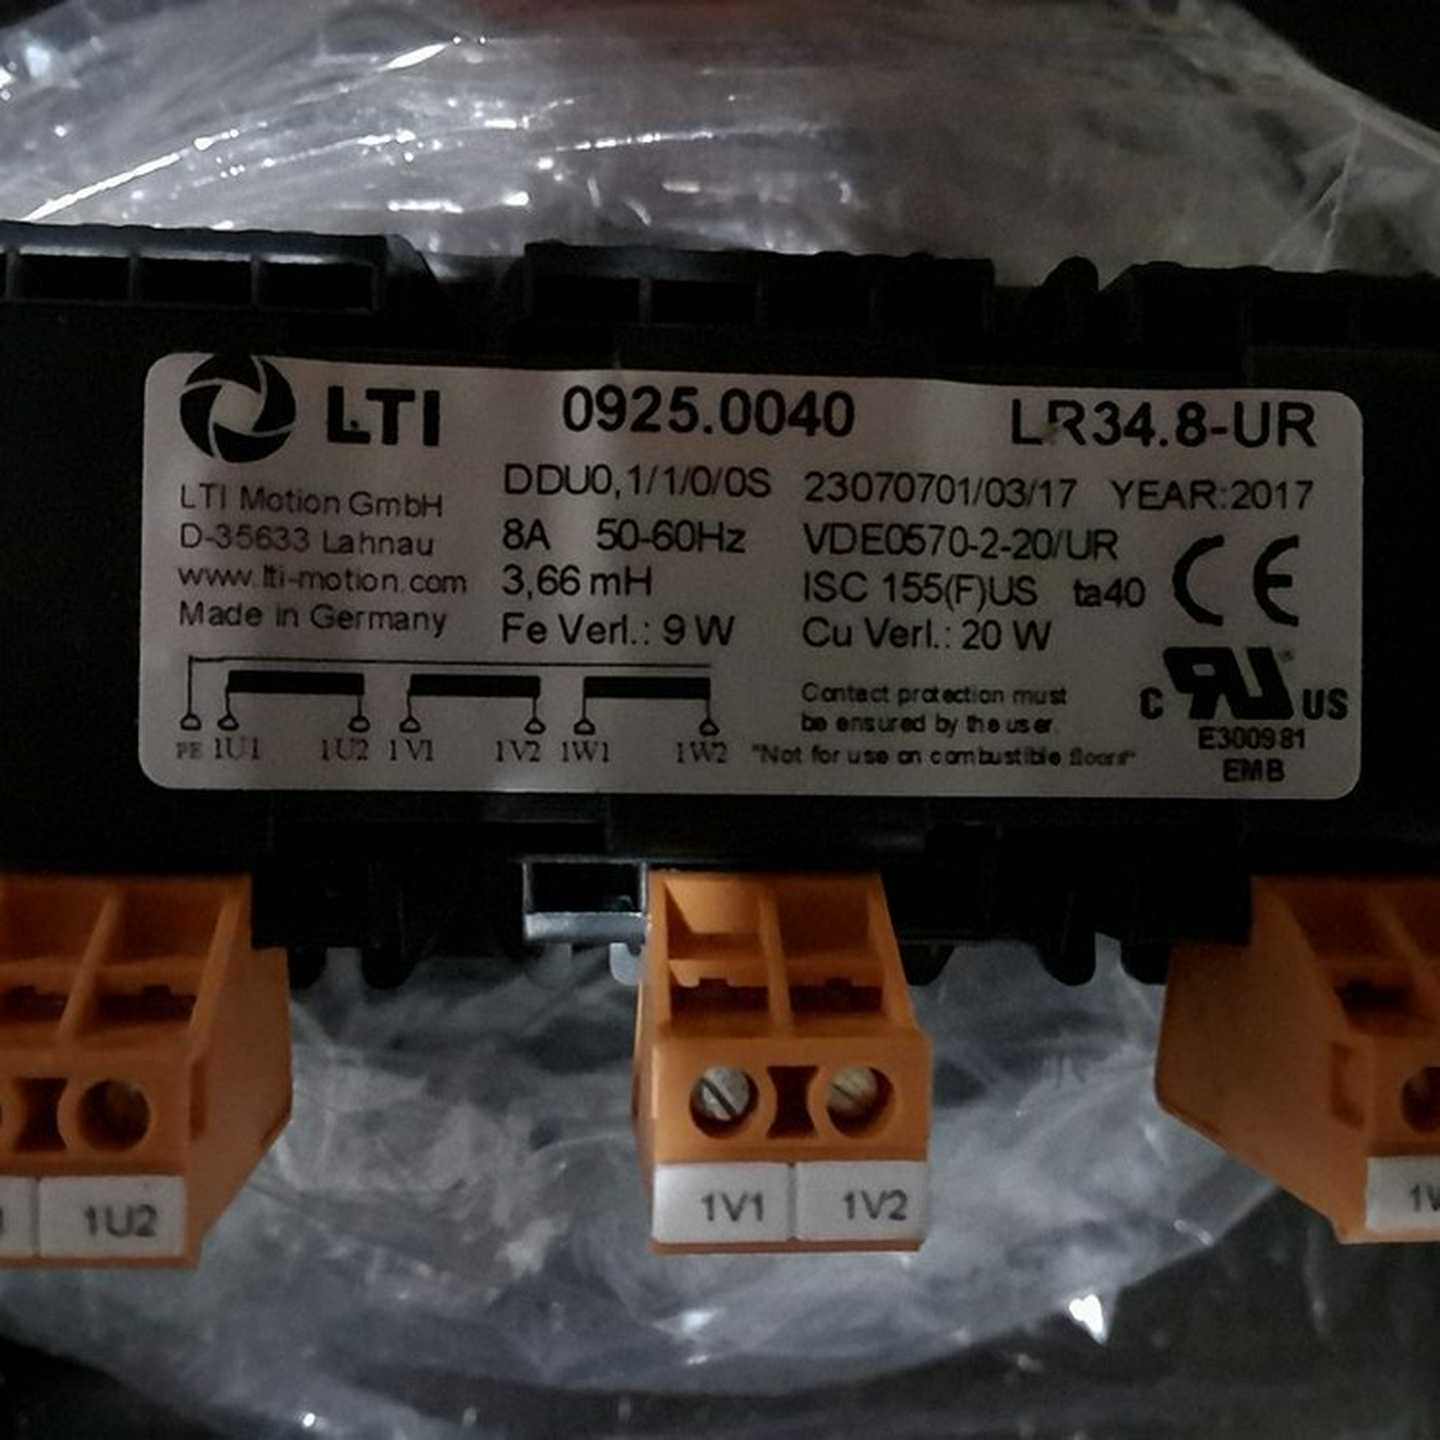 LTI 0925.0040 LR34.8-UR
LTI Motion GmbH
D-35633 Lahnau
www.lti-motion.com
Made in Germany
DDU0,1/1/0/0S 23070701/03/17 YEAR:2017
8A 50-60Hz VDE0570-2-20/UR
3,66 mH ISC 155(F)US ta40 CE
Fe Verl.: 9 W Cu Verl.: 20 W
Contact protection must
be ensured by the user.
"Not for use on combustible floors"
C UR ® US
E300981
EMB
PE 1U1 1U2 1V1 1V2 1W1 1W2
1U2 1V1 1V2